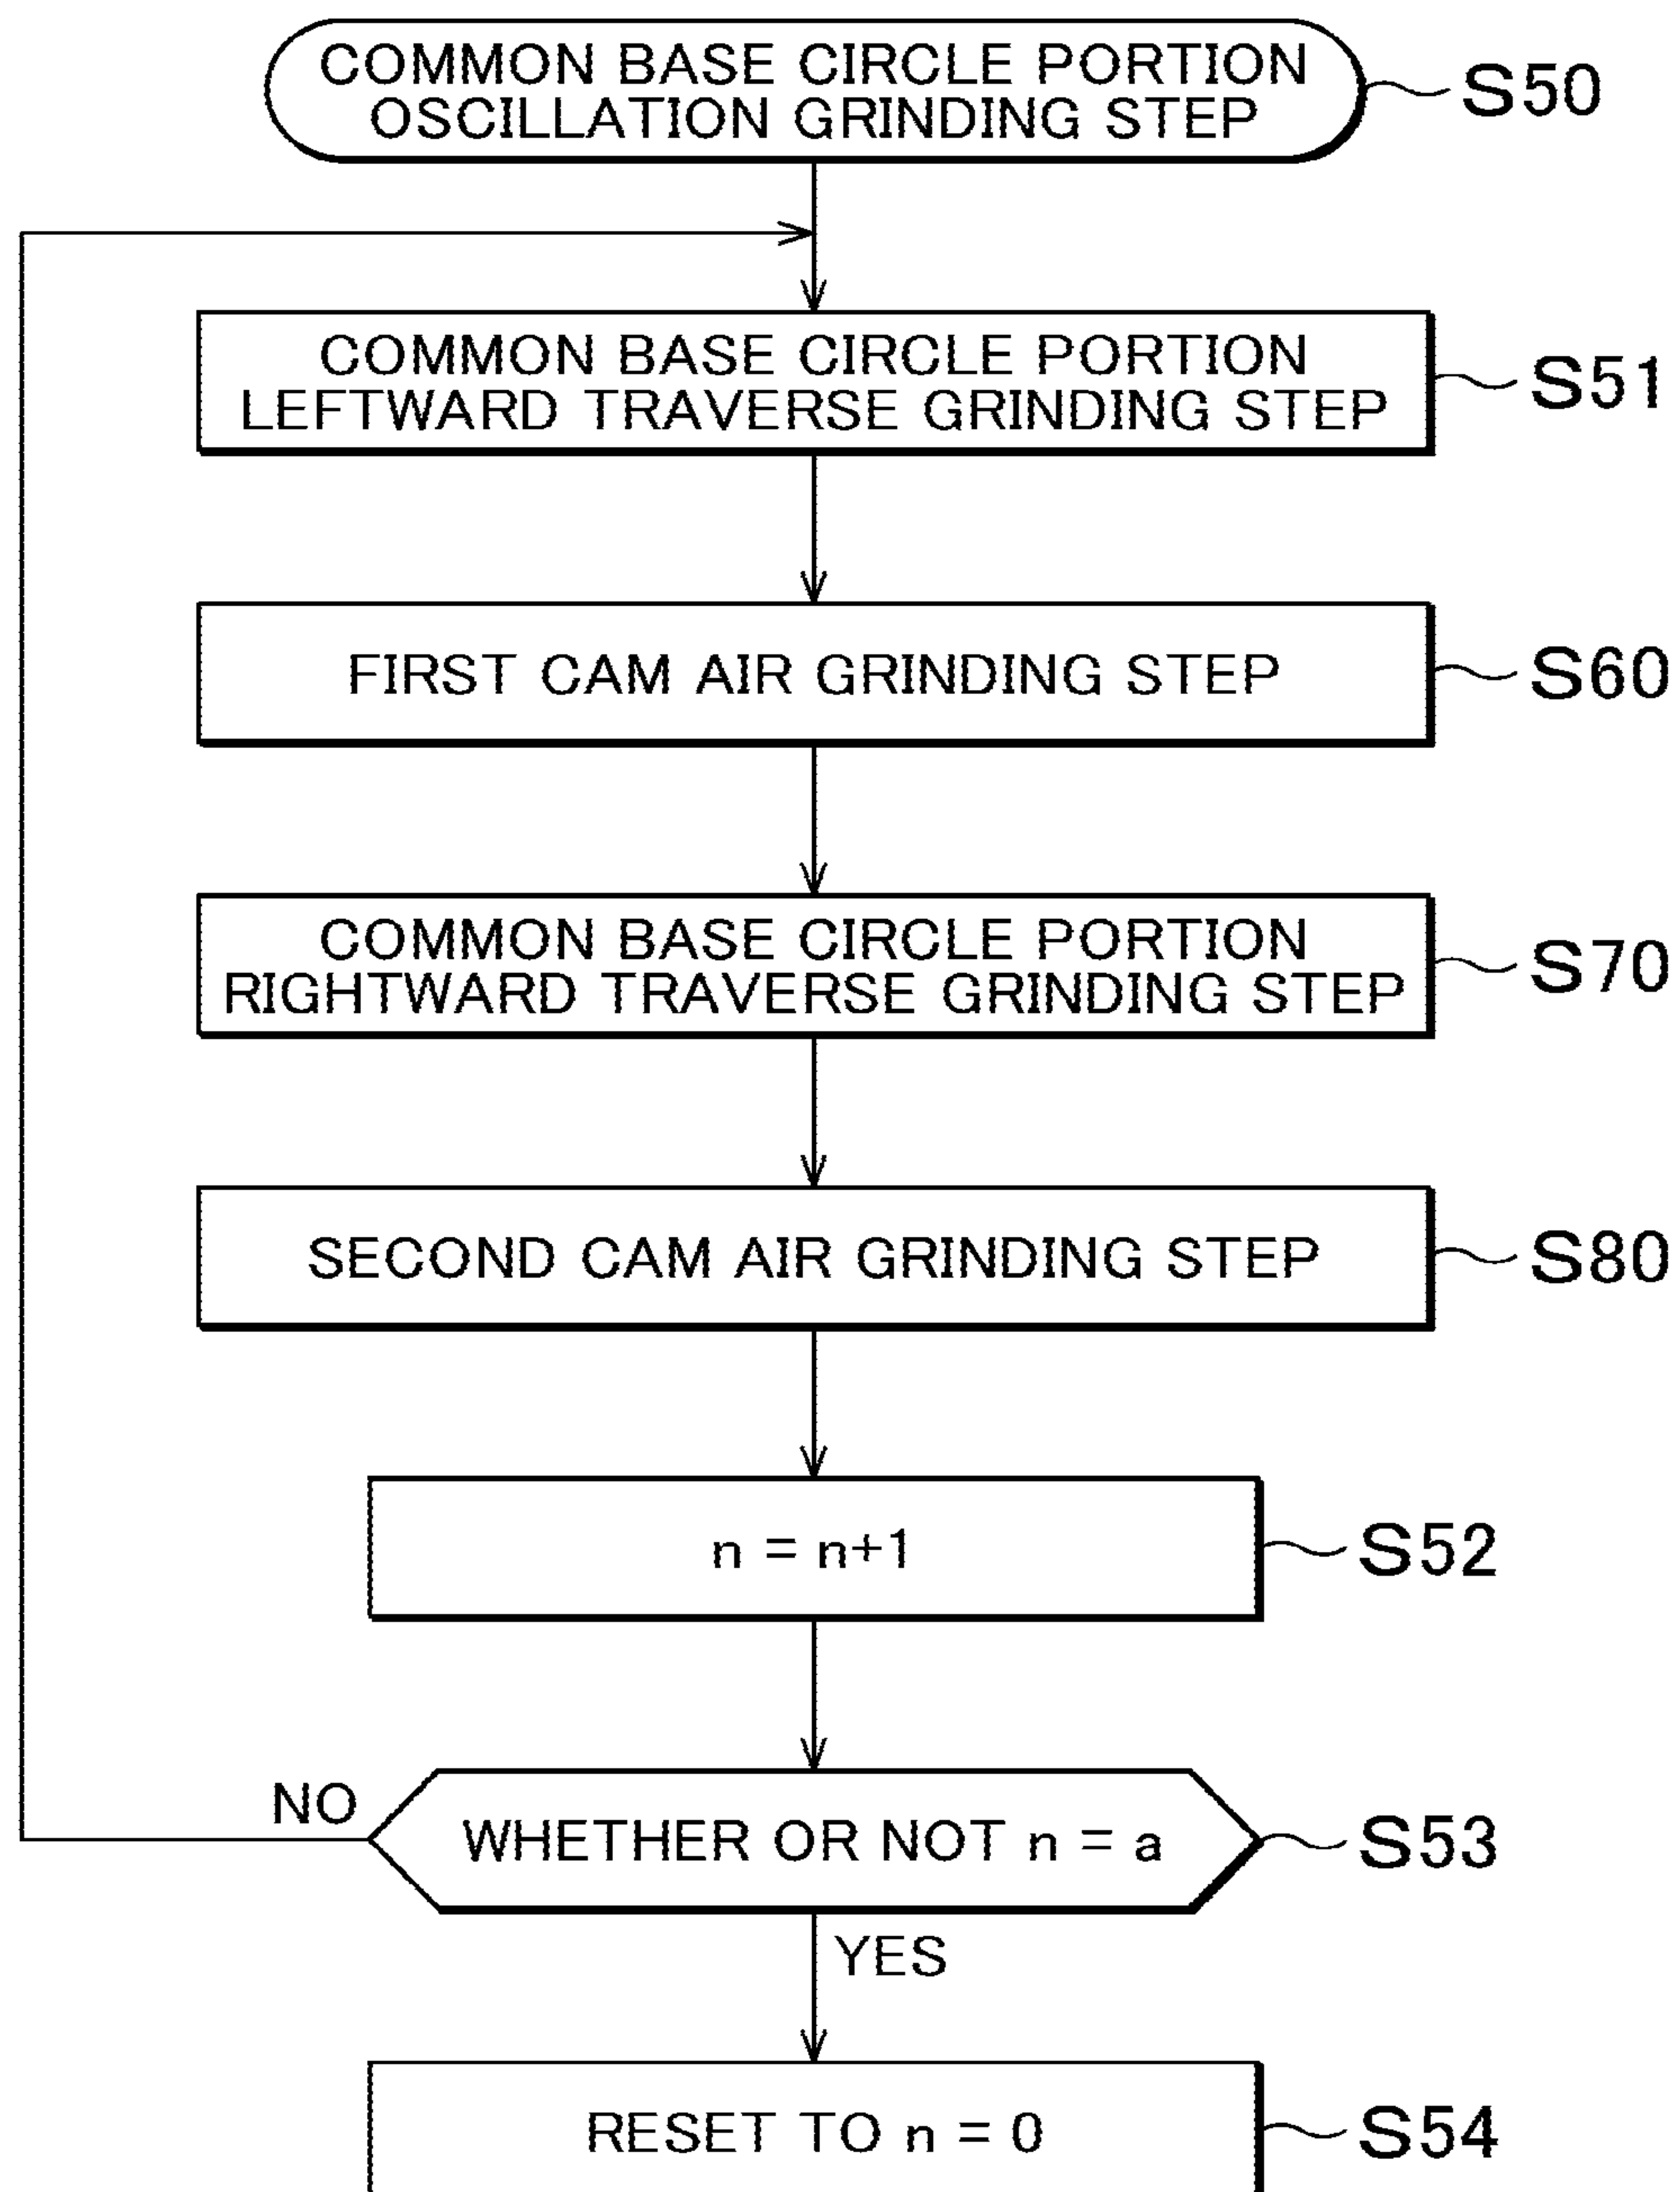 COMMON BASE CIRCLE PORTION
OSCILLATION GRINDING STEP
S50
COMMON BASE CIRCLE PORTION
LEFTWARD TRAVERSE GRINDING STEP
S51
FIRST CAM AIR GRINDING STEP
S60
COMMON BASE CIRCLE PORTION
RIGHTWARD TRAVERSE GRINDING STEP
S70
SECOND CAM AIR GRINDING STEP
S80
n = n+1
S52
NO
WHETHER OR NOT n = a
S53
YES
RESET TO n = 0
S54